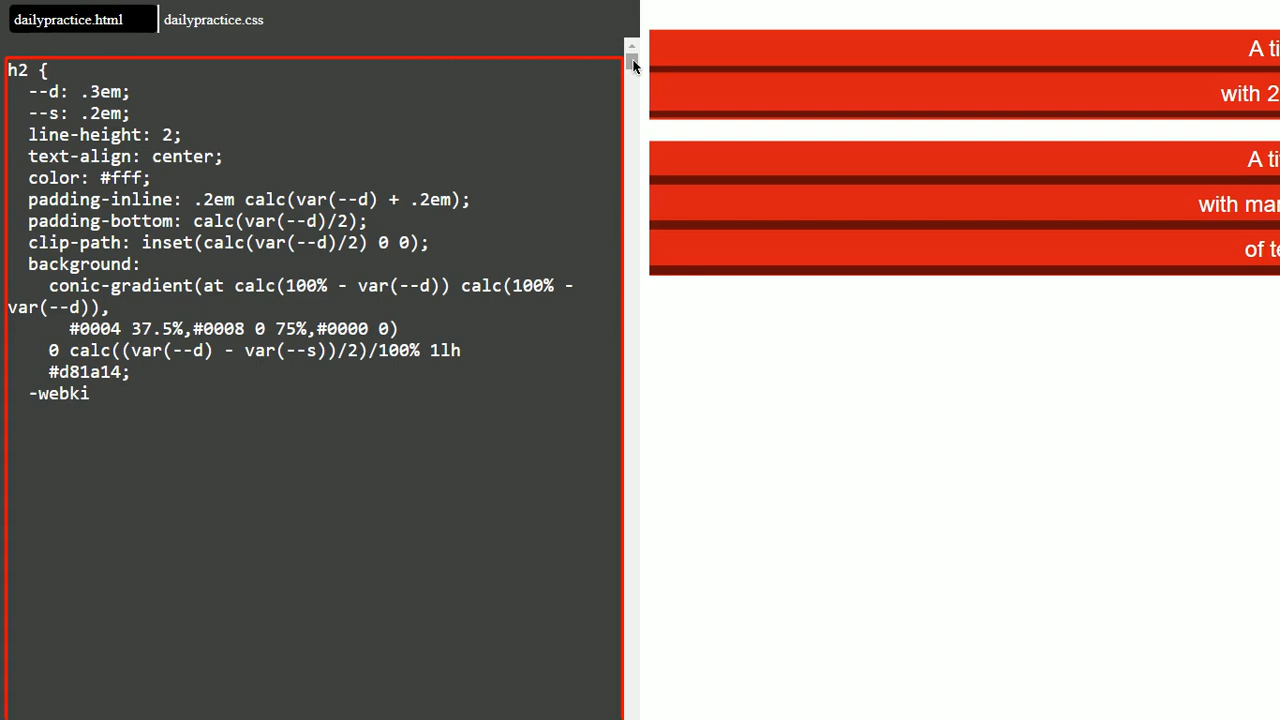 dailypractice.html dailypractice.css
h2 {
  --d: .3em;
  --s: .2em;
  line-height: 2;
  text-align: center;
  color: #fff;
  padding-inline: .2em calc(var(--d) + .2em);
  padding-bottom: calc(var(--d)/2);
  clip-path: inset(calc(var(--d)/2) 0 0);
  background:
    conic-gradient(at calc(100% - var(--d)) calc(100% -
var(--d)),
      #0004 37.5%,#0008 0 75%,#0000 0)
    0 calc((var(--d) - var(--s))/2)/100% 1lh
    #d81a14;
  -webki
A ti
with 2
A ti
with mar
of te